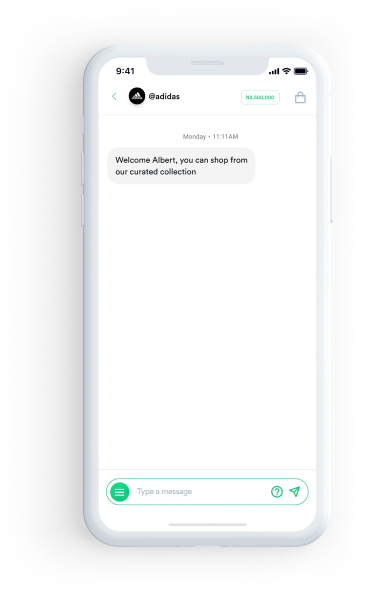 9:41
@adidas
N2,500,000
Monday • 11:11AM
Welcome Albert, you can shop from
our curated collection
Type a message